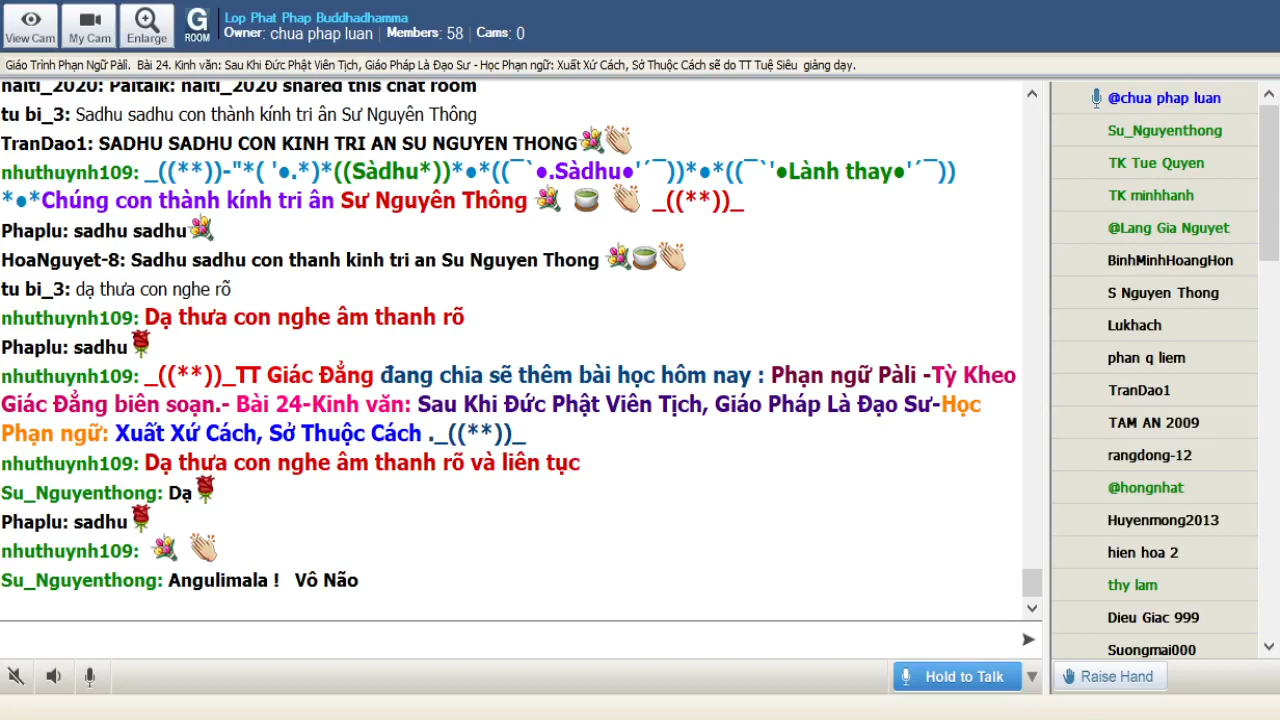 View Cam
My Cam
Enlarge
G
ROOM
Lop Phat Phap Buddhadhamma
Owner: chua phap luan | Members: 58 | Cams: 0
Giáo Trình Phạn Ngữ Pàli. Bài 24. Kinh văn: Sau Khi Đức Phật Viên Tịch, Giáo Pháp Là Đạo Sư - Học Phạn ngữ: Xuất Xứ Cách, Sở Thuộc Cách sẽ do TT Tuệ Siêu giảng dạy.
haiti_2020: Paltalk: haiti_2020 shared this chat room
tu bi_3: Sadhu sadhu con thành kính tri ân Sư Nguyên Thông
TranDao1: SADHU SADHU CON KINH TRI AN SU NGUYEN THONG
nhuthuynh109: _((**))-"*( '●.*)*((Sàdhu*))*●*((¯`●.Sàdhu●'´¯))*●*((¯`'●Lành thay●'´¯))
*●*Chúng con thành kính tri ân Sư Nguyên Thông _((**))_
Phaplu: sadhu sadhu
HoaNguyet-8: Sadhu sadhu con thanh kinh tri an Su Nguyen Thong
tu bi_3: dạ thưa con nghe rõ
nhuthuynh109: Dạ thưa con nghe âm thanh rõ
Phaplu: sadhu
nhuthuynh109: _((**))_TT Giác Đẳng đang chia sẽ thêm bài học hôm nay : Phạn ngữ Pàli -Tỳ Kheo
Giác Đẳng biên soạn.- Bài 24-Kinh văn: Sau Khi Đức Phật Viên Tịch, Giáo Pháp Là Đạo Sư-Học
Phạn ngữ: Xuất Xứ Cách, Sở Thuộc Cách ._((**))_
nhuthuynh109: Dạ thưa con nghe âm thanh rõ và liên tục
Su_Nguyenthong: Dạ
Phaplu: sadhu
nhuthuynh109:
Su_Nguyenthong: Angulimala ! Vô Não
Hold to Talk
@chua phap luan
Su_Nguyenthong
TK Tue Quyen
TK minhhanh
@Lang Gia Nguyet
BinhMinhHoangHon
S Nguyen Thong
Lukhach
phan q liem
TranDao1
TAM AN 2009
rangdong-12
@hongnhat
Huyenmong2013
hien hoa 2
thy lam
Dieu Giac 999
Suongmai000
Raise Hand